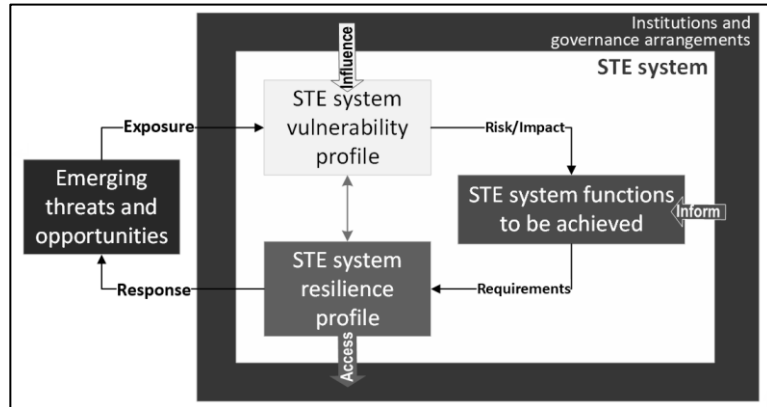 Institutions and
governance arrangements
STE system
Influence
STE system
vulnerability
profile
Exposure
Risk/Impact
Emerging
threats and
opportunities
STE system functions
to be achieved
Inform
STE system
resilience
profile
Response
Requirements
Access